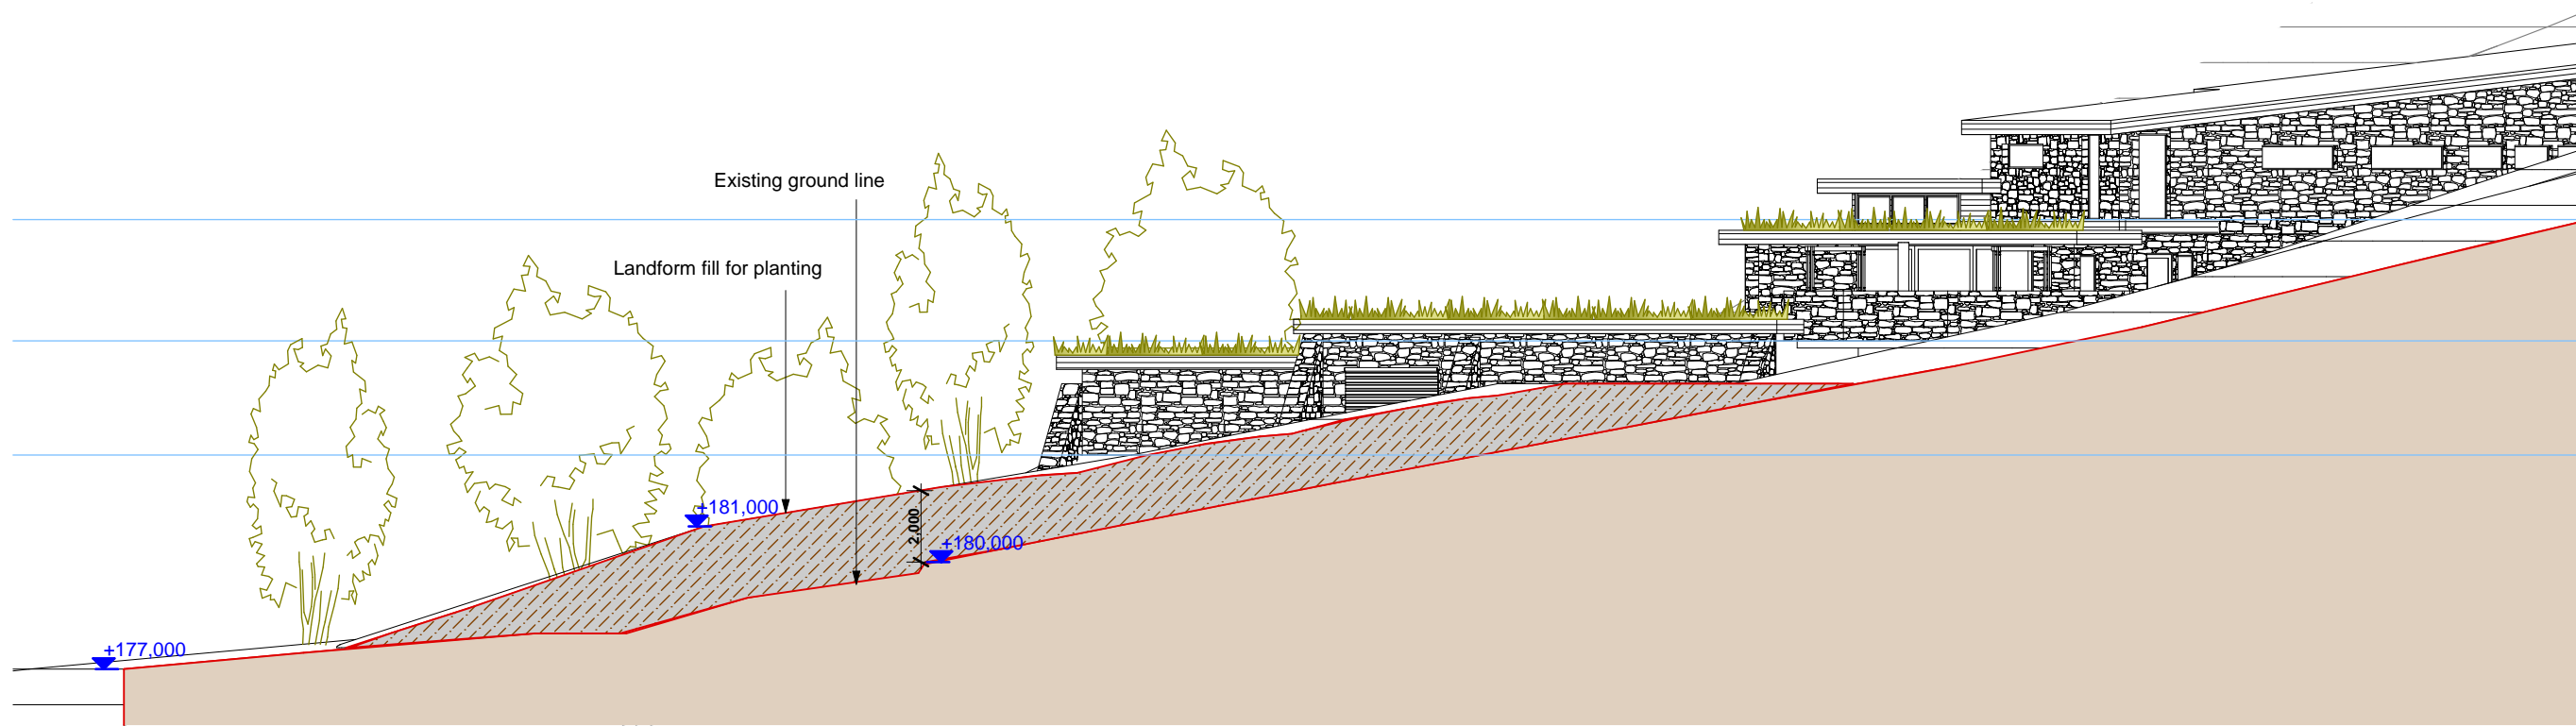 Existing ground line
Landform fill for planting
+181,000
2,000
+180,000
+177,000